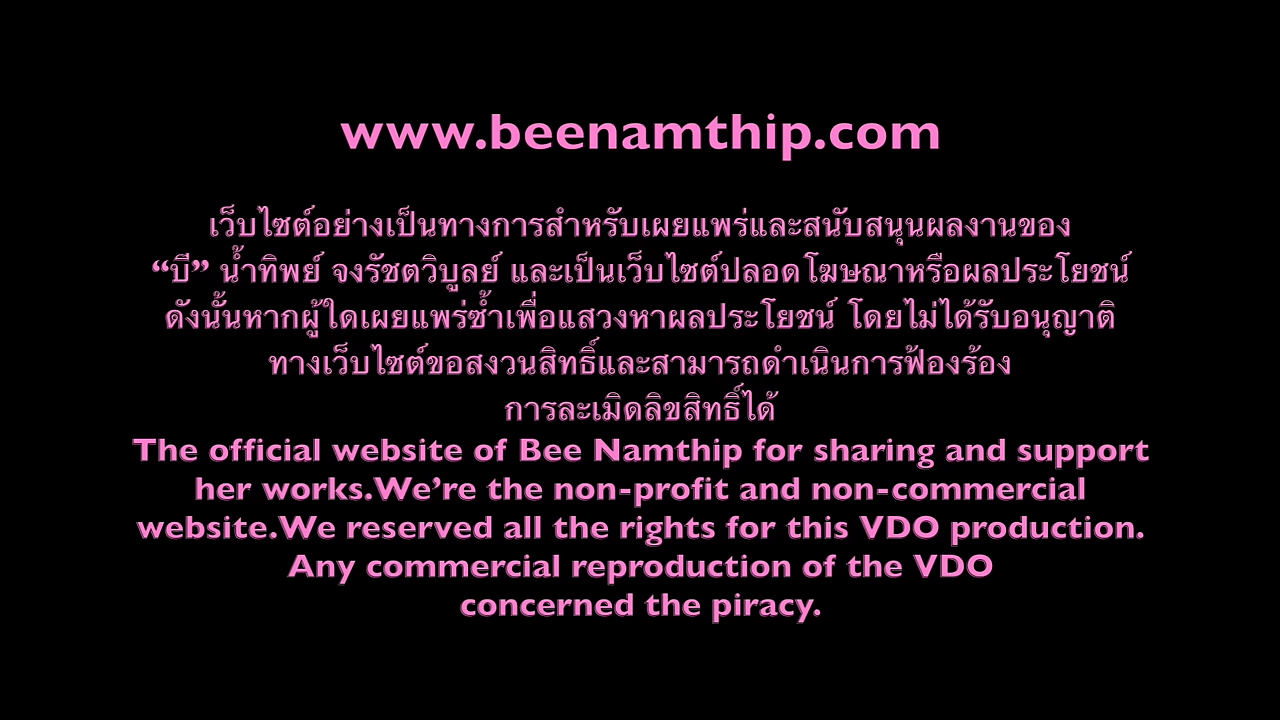 www.beenamthip.com
เว็บไซต์อย่างเป็นทางการสำหรับเผยแพร่และสนับสนุนผลงานของ
“บี” น้ำทิพย์ จงรัชตวิบูลย์ และเป็นเว็บไซต์ปลอดโฆษณาหรือผลประโยชน์
ดังนั้นหากผู้ใดเผยแพร่ซ้ำเพื่อแสวงหาผลประโยชน์ โดยไม่ได้รับอนุญาติ
ทางเว็บไซต์ขอสงวนสิทธิ์และสามารถดำเนินการฟ้องร้อง
การละเมิดลิขสิทธิ์ได้
The official website of Bee Namthip for sharing and support
her works.We’re the non-profit and non-commercial
website.We reserved all the rights for this VDO production.
Any commercial reproduction of the VDO
concerned the piracy.